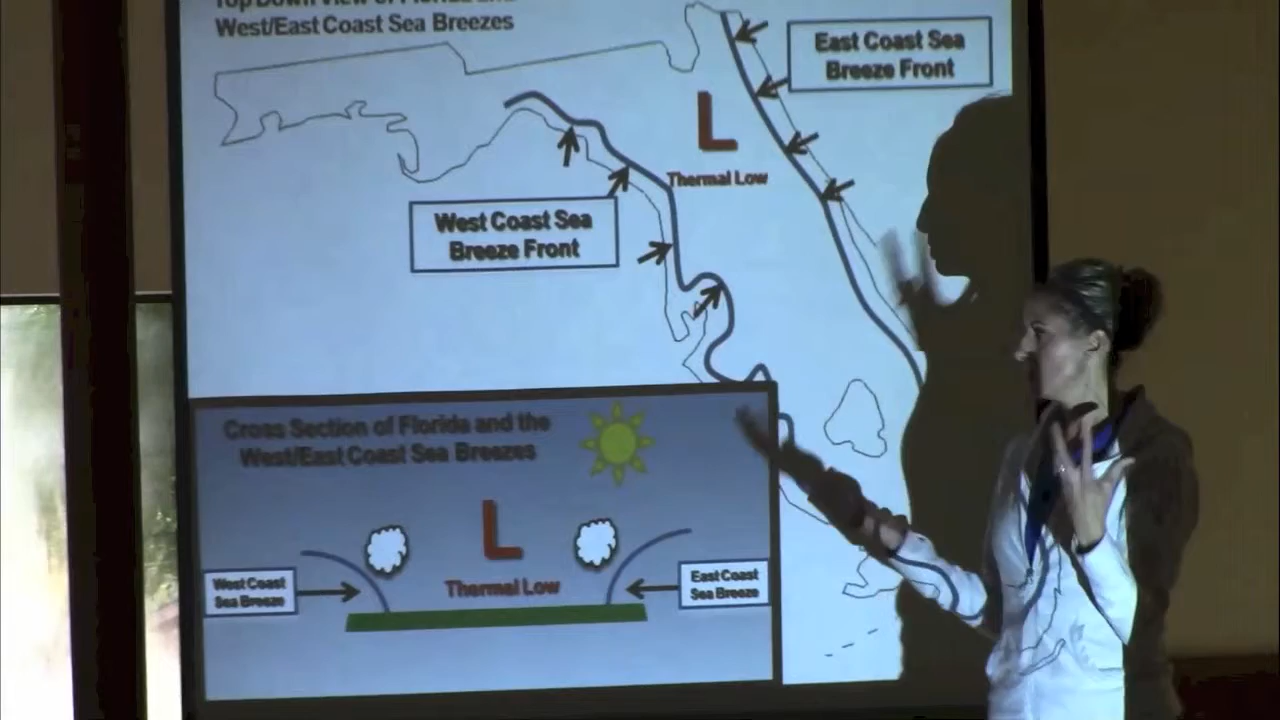 Top Down View of Florida and
West/East Coast Sea Breezes
East Coast Sea
Breeze Front
L
Thermal Low
West Coast Sea
Breeze Front
Cross Section of Florida and the
West/East Coast Sea Breezes
L
Thermal Low
West Coast
Sea Breeze
East Coast
Sea Breeze